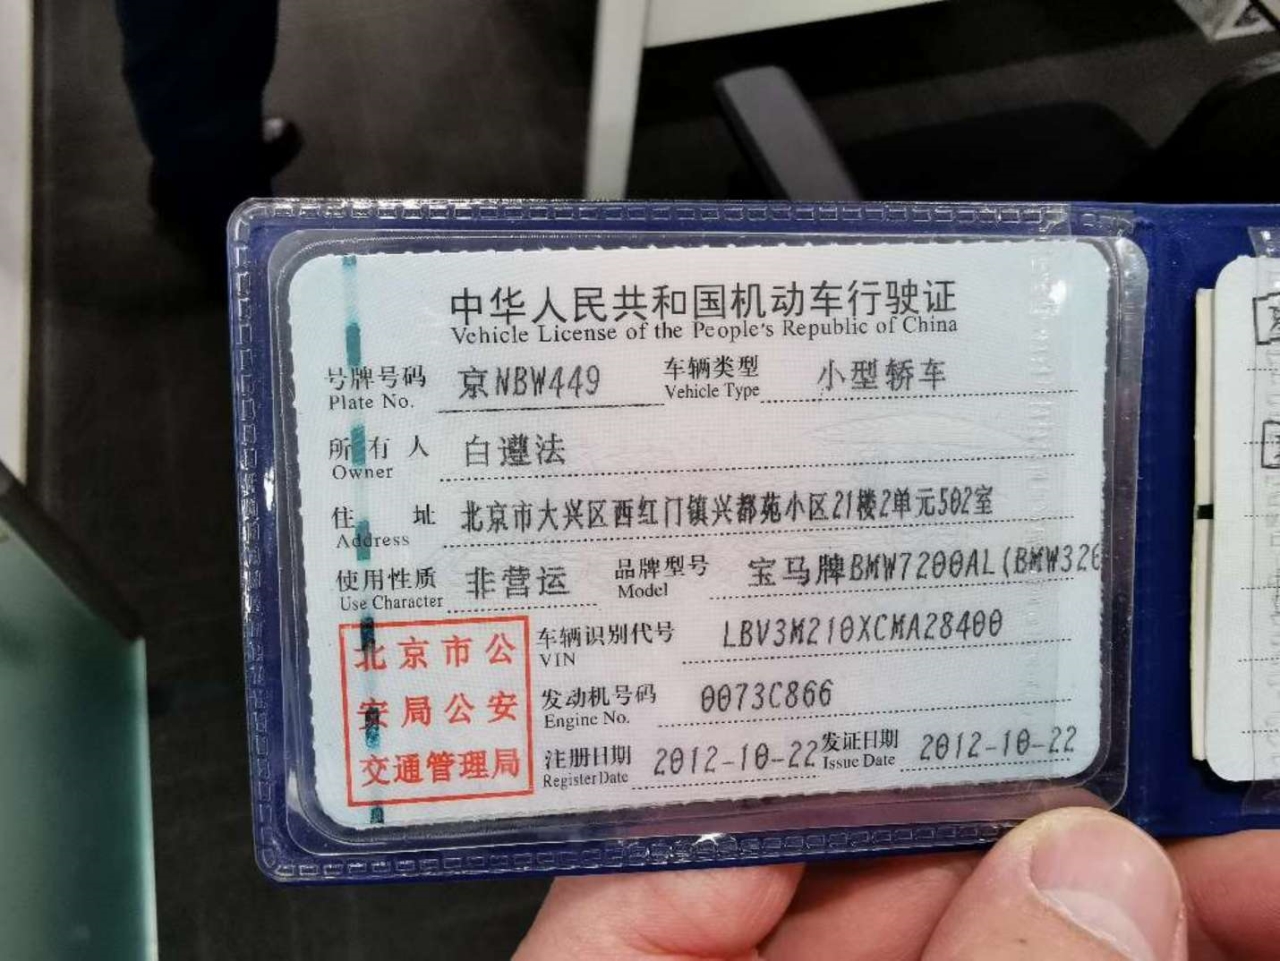 中华人民共和国机动车行驶证
Vehicle License of the People's Republic of China
号牌号码 京NBW449 车辆类型 小型轿车
Plate No. Vehicle Type
所有人 白遵法
Owner
住址 北京市大兴区西红门镇兴都苑小区21楼2单元502室
Address
使用性质 非营运 品牌型号 宝马牌BMW7200AL(BMW320
Use Character Model
北京市公安局公安交通管理局
车辆识别代号 LBV3M210XCMA28400
VIN
发动机号码 0073C866
Engine No.
注册日期 2012-10-22 发证日期 2012-10-22
Register Date Issue Date